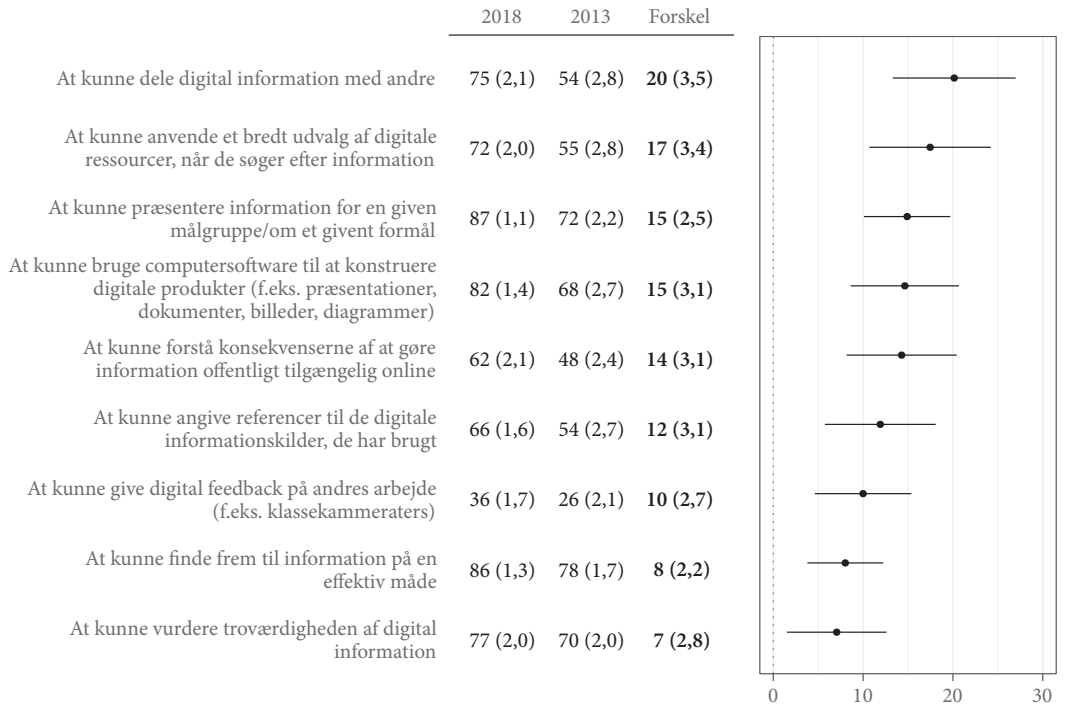 2018 2013 Forskel
At kunne dele digital information med andre 75 (2,1) 54 (2,8) 20 (3,5)
At kunne anvende et bredt udvalg af digitale
ressourcer, når de søger efter information 72 (2,0) 55 (2,8) 17 (3,4)
At kunne præsentere information for en given
målgruppe/om et givent formål 87 (1,1) 72 (2,2) 15 (2,5)
At kunne bruge computersoftware til at konstruere
digitale produkter (f.eks. præsentationer, 82 (1,4) 68 (2,7) 15 (3,1)
dokumenter, billeder, diagrammer)
At kunne forstå konsekvenserne af at gøre
information offentligt tilgængelig online 62 (2,1) 48 (2,4) 14 (3,1)
At kunne angive referencer til de digitale
informationskilder, de har brugt 66 (1,6) 54 (2,7) 12 (3,1)
At kunne give digital feedback på andres arbejde
(f.eks. klassekammeraters) 36 (1,7) 26 (2,1) 10 (2,7)
At kunne finde frem til information på en
effektiv måde 86 (1,3) 78 (1,7) 8 (2,2)
At kunne vurdere troværdigheden af digital
information 77 (2,0) 70 (2,0) 7 (2,8)
0 10 20 30